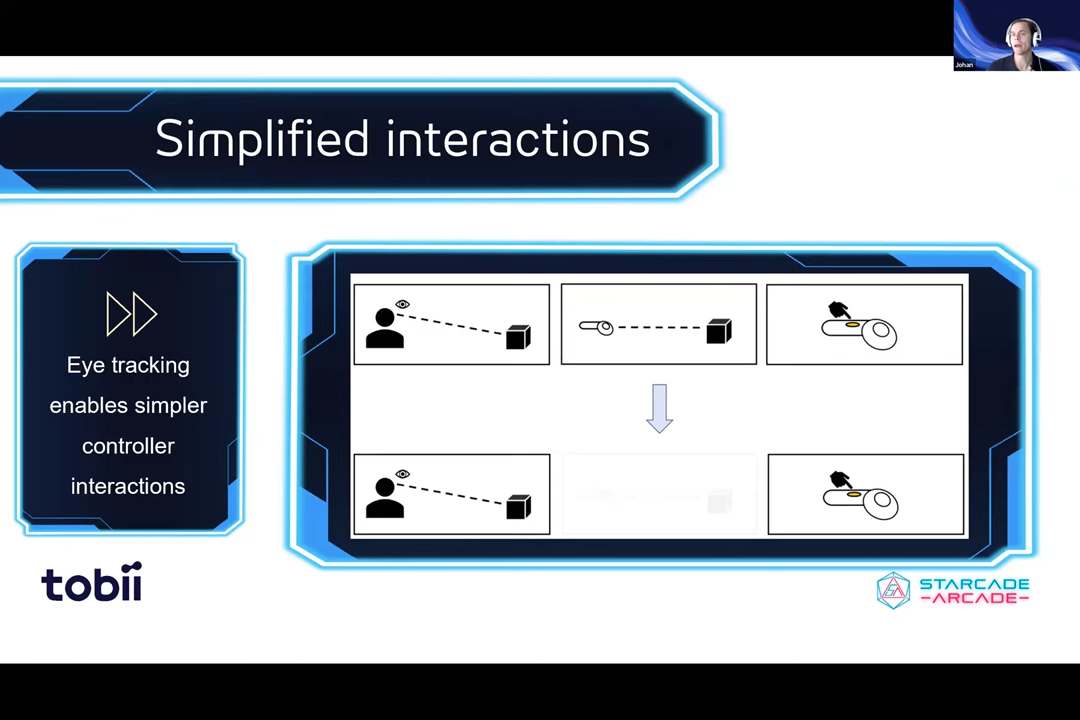 Johan
Simplified interactions
Eye tracking
enables simpler
controller
interactions
tobii
STARCADE
-ARCADE-